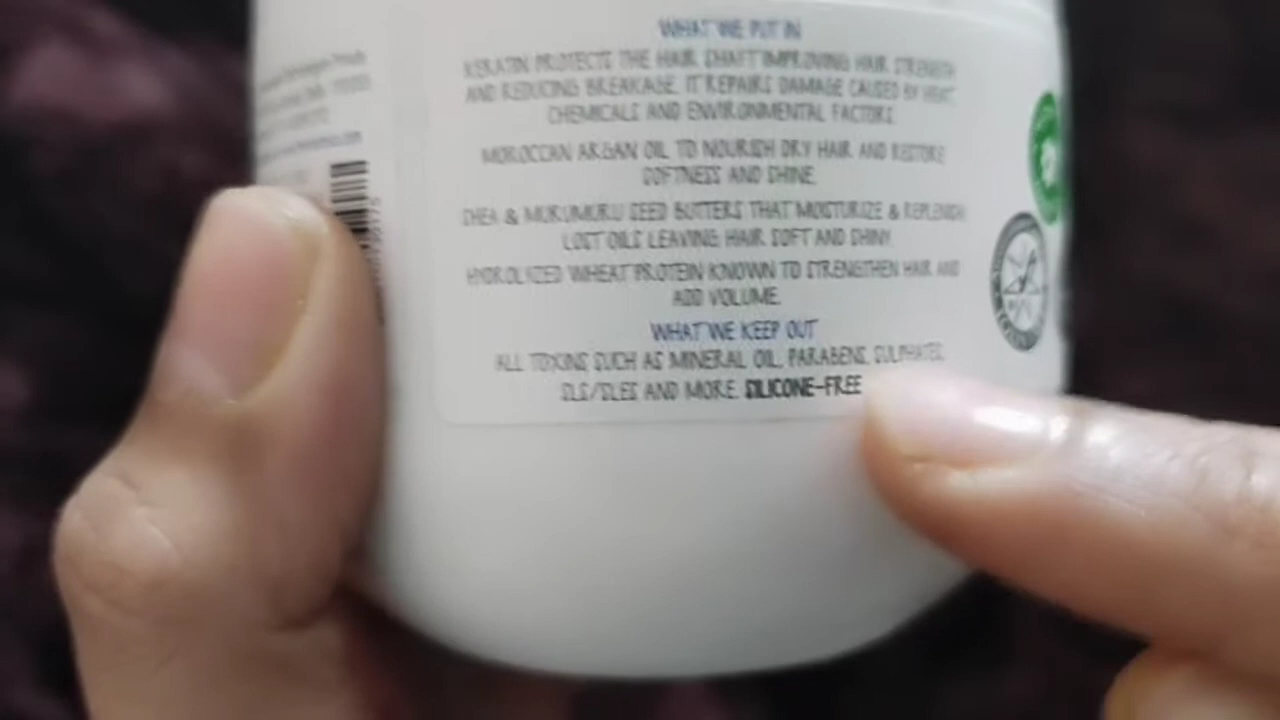 WHAT WE PUT IN
KERATIN PROTECTS THE HAIR SHAFT IMPROVING HAIR STRENGTH
AND REDUCING BREAKAGE. IT REPAIRS DAMAGE CAUSED BY HEAT,
CHEMICALS AND ENVIRONMENTAL FACTORS.
MOROCCAN ARGAN OIL TO NOURISH DRY HAIR AND RESTORE
SOFTNESS AND SHINE.
SHEA & MURUMURU SEED BUTTERS THAT MOISTURIZE & REPLENISH
LOST OILS LEAVING HAIR SOFT AND SHINY.
HYDROLIZED WHEAT PROTEIN KNOWN TO STRENGTHEN HAIR AND
ADD VOLUME.
WHAT WE KEEP OUT
ALL TOXINS SUCH AS MINERAL OIL, PARABENS, SULPHATES,
SLS/SLES AND MORE. SILICONE-FREE